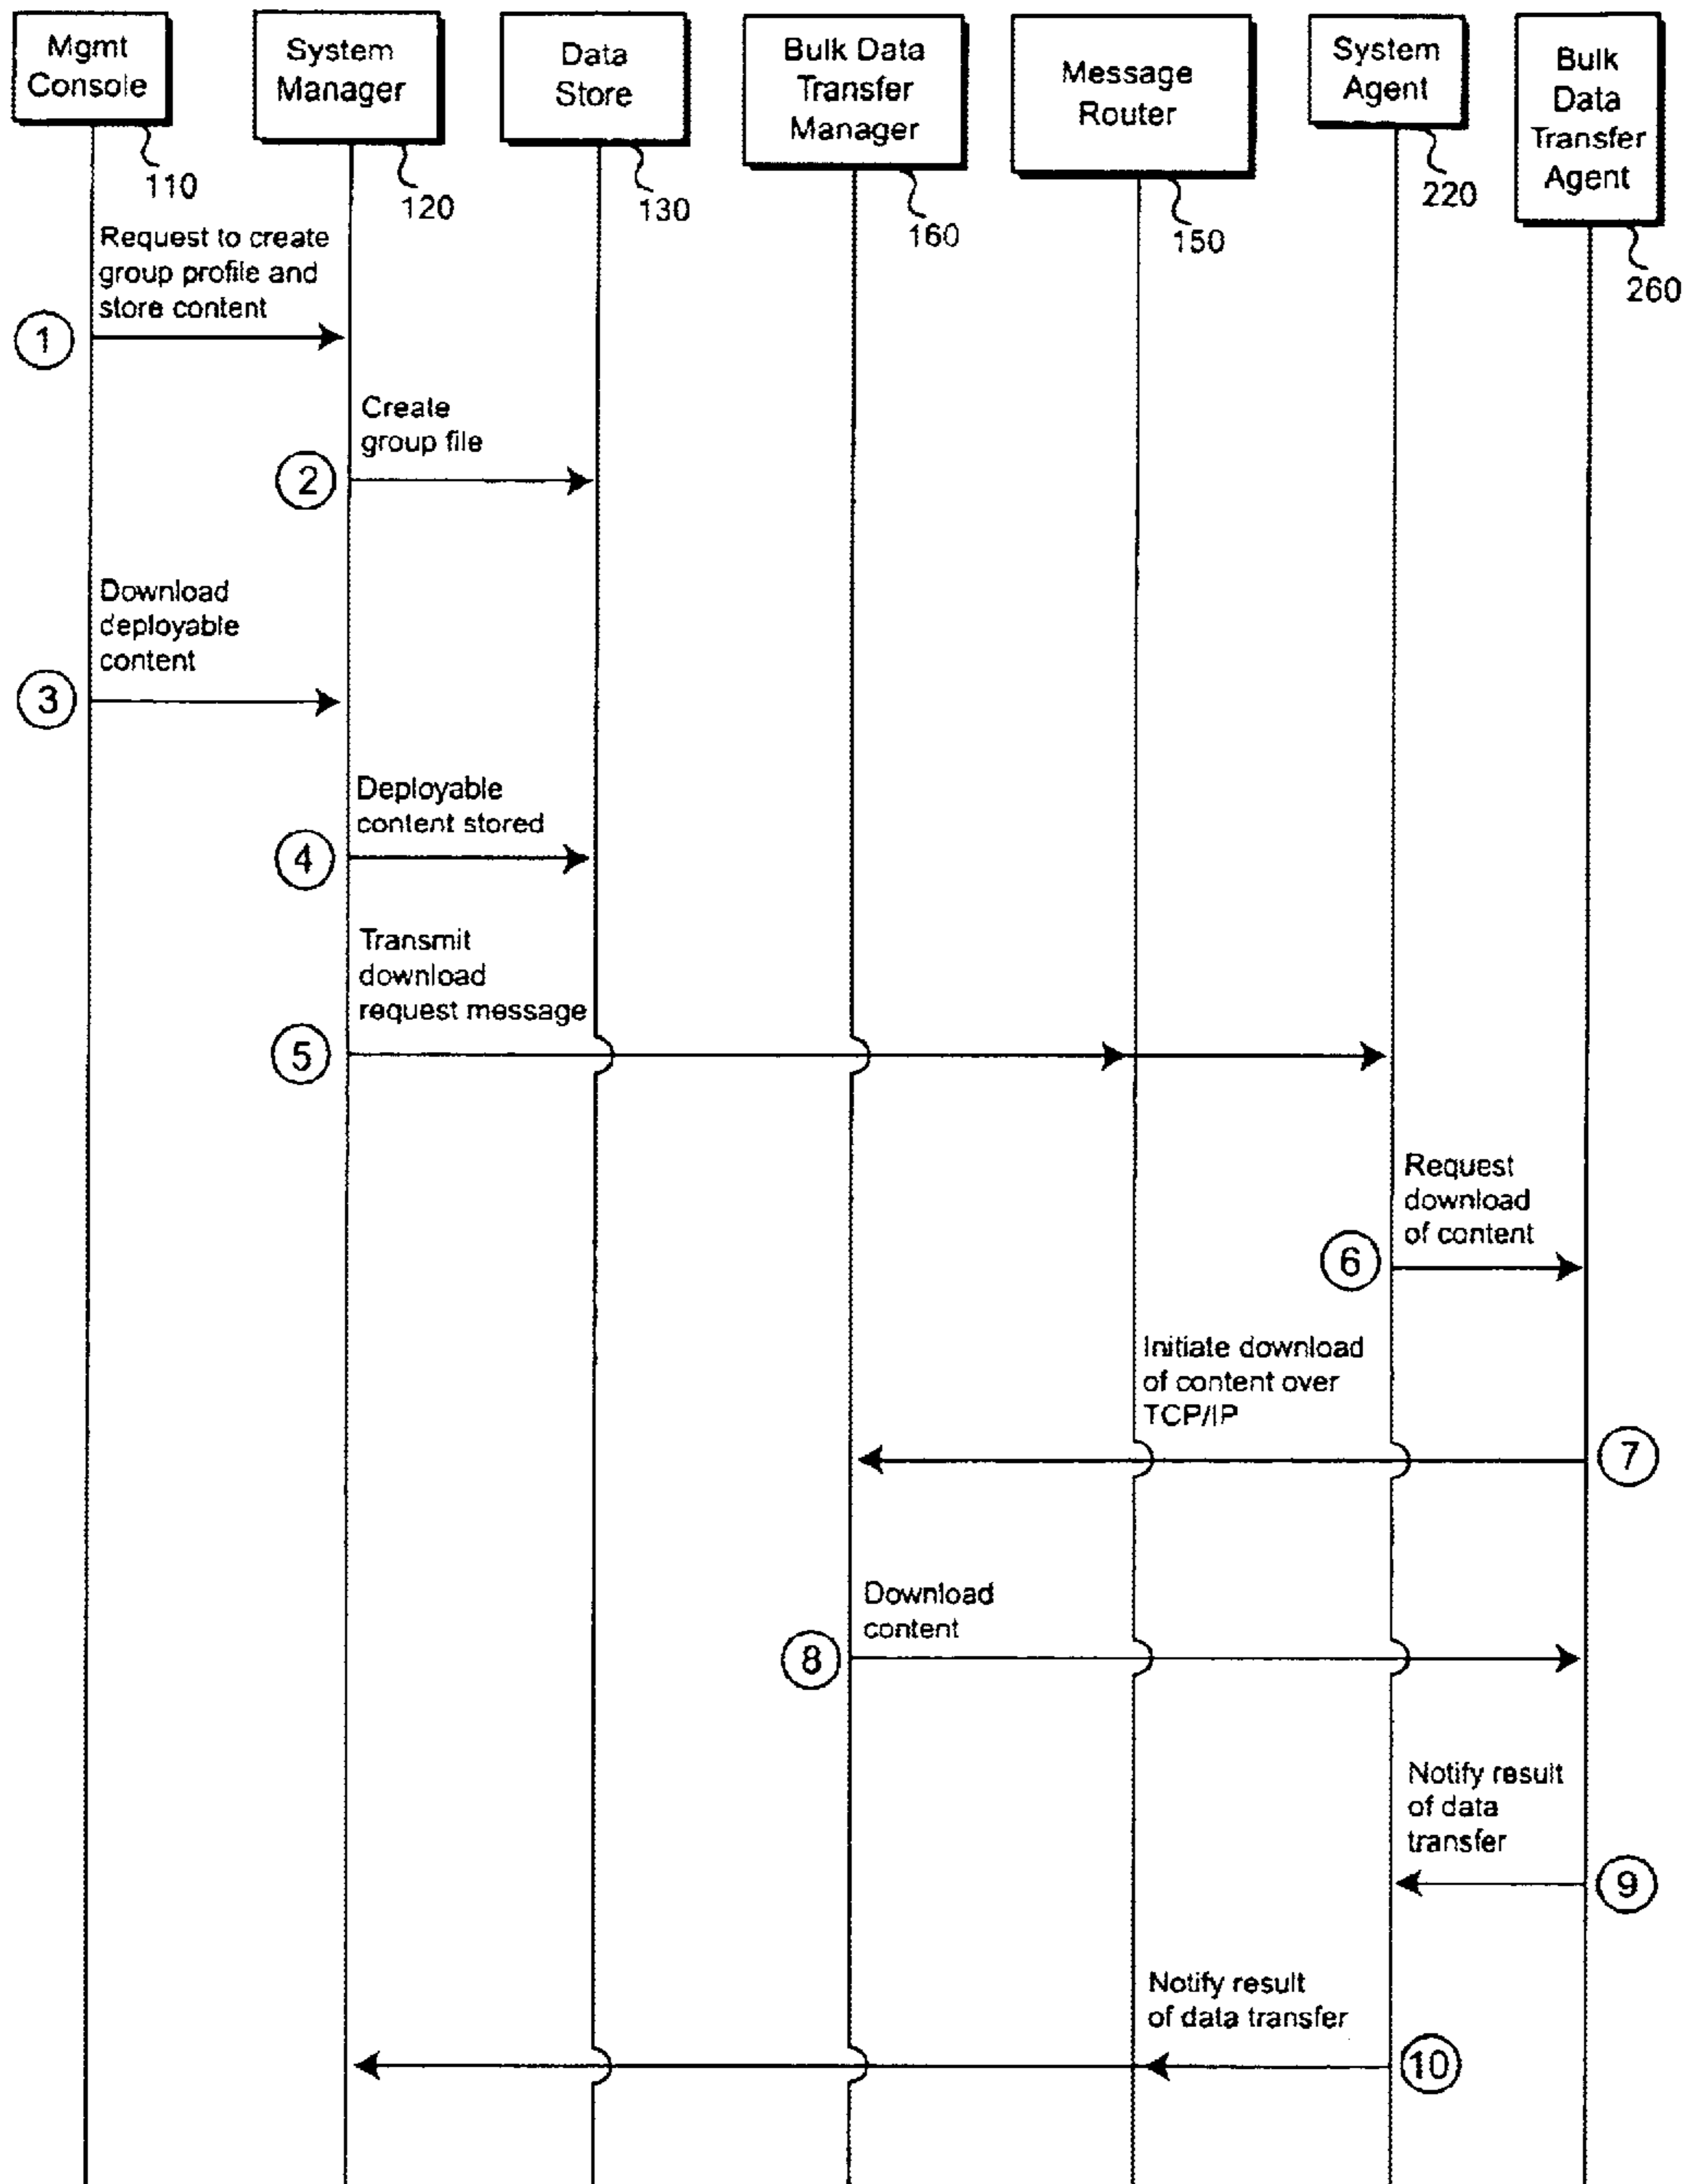 Mgmt
Console
System
Manager
Data
Store
Bulk Data
Transfer
Manager
Message
Router
System
Agent
Bulk
Data
Transfer
Agent
110
120
130
160
150
220
260
Request to create
group profile and
store content
1
Create
group file
2
Download
deployable
content
3
Deployable
content stored
4
Transmit
download
request message
5
Request
download
of content
6
Initiate download
of content over
TCP/IP
7
Download
content
8
Notify result
of data
transfer
9
Notify result
of data transfer
10